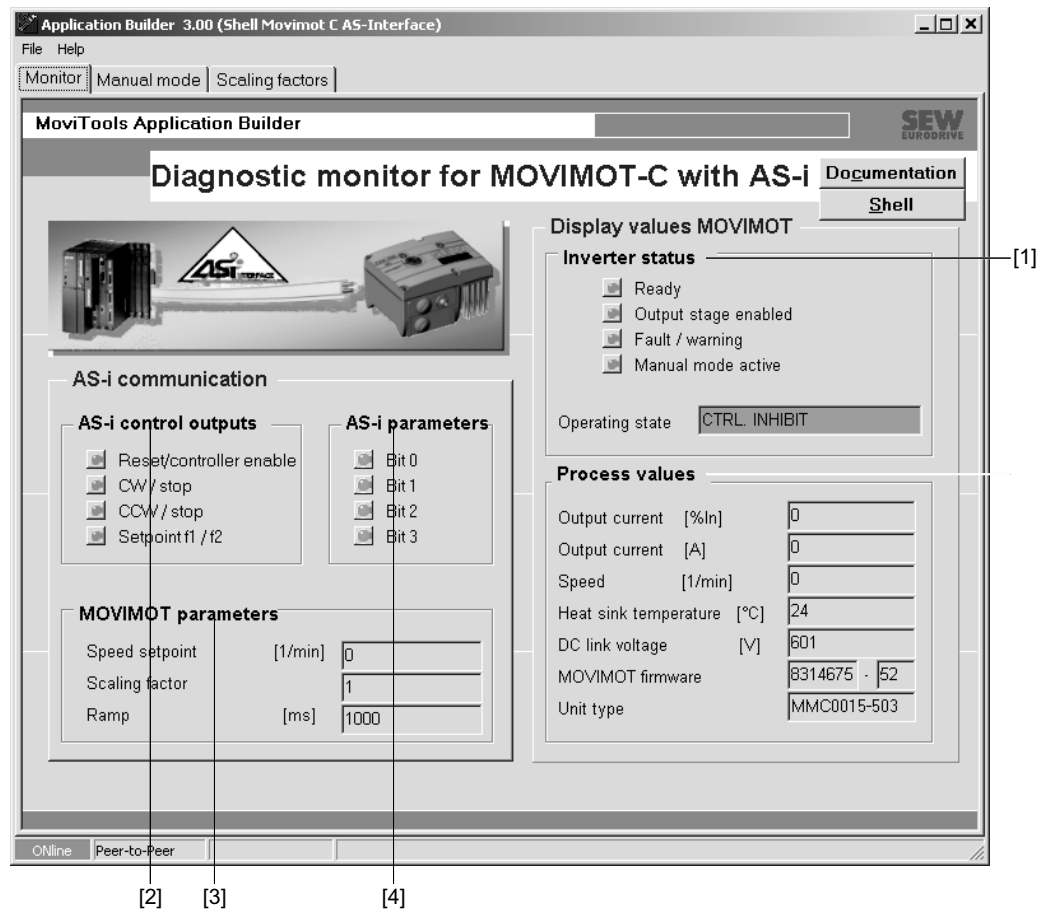 Application Builder 3.00 (Shell Movimot C AS-Interface)
File Help
Monitor Manual mode Scaling factors
MoviTools Application Builder
SEW
EURODRIVE
Diagnostic monitor for MOVIMOT-C with AS-i
Documentation
Shell
ASi INTERFACE
Display values MOVIMOT
Inverter status
[1]
Ready
Output stage enabled
Fault / warning
Manual mode active
Operating state CTRL. INHIBIT
AS-i communication
AS-i control outputs
Reset/controller enable
CW / stop
CCW / stop
Setpoint f1 / f2
AS-i parameters
Bit 0
Bit 1
Bit 2
Bit 3
MOVIMOT parameters
Speed setpoint [1/min] 0
Scaling factor 1
Ramp [ms] 1000
Process values
Output current [%In] 0
Output current [A] 0
Speed [1/min] 0
Heat sink temperature [°C] 24
DC link voltage [V] 601
MOVIMOT firmware 8314675 - 52
Unit type MMC0015-503
ONline Peer-to-Peer
[2] [3] [4]